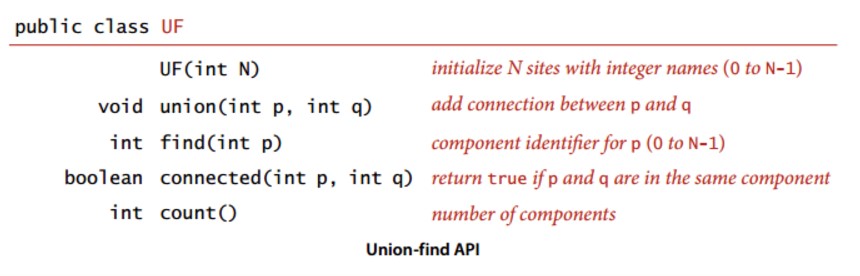 public class UF
UF(int N) initialize N sites with integer names (0 to N-1)
void union(int p, int q) add connection between p and q
int find(int p) component identifier for p (0 to N-1)
boolean connected(int p, int q) return true if p and q are in the same component
int count() number of components
Union-find API